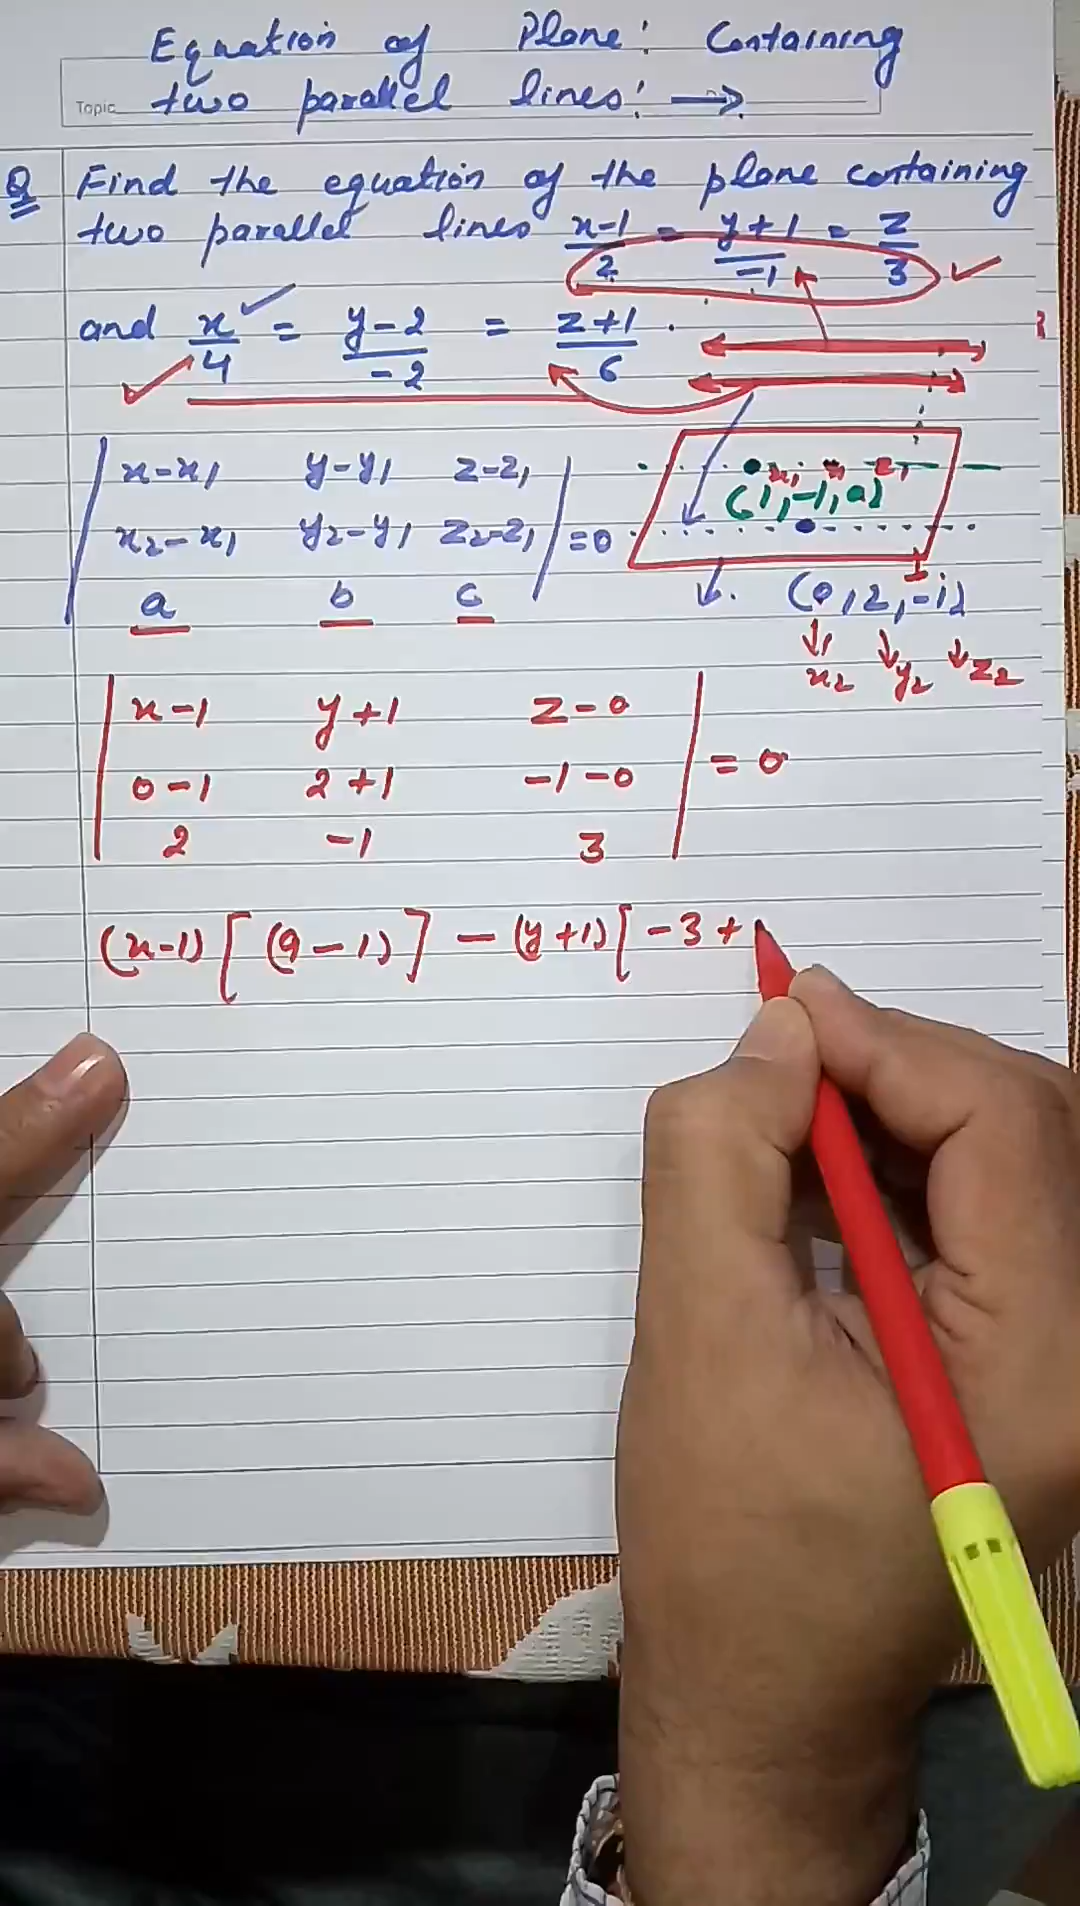 Equation of Plane: Containing
Topic two parallel lines: →
Q Find the equation of the plane containing
two parallel lines x-1/2 = y+1/-1 = z/3 ✓
and x/4 ✓ = y-2/-2 = z+1/6 .
x-x₁ y-y₁ z-z₁
x₂-x₁ y₂-y₁ z₂-z₁ = 0
a b c
x₁ z₁
(1,-1,0)
(0,2,-1)
x₂ y₂ z₂
x-1 y+1 z-0
0-1 2+1 -1-0 = 0
2 -1 3
(x-1)[(9-1)] - (y+1)[-3+